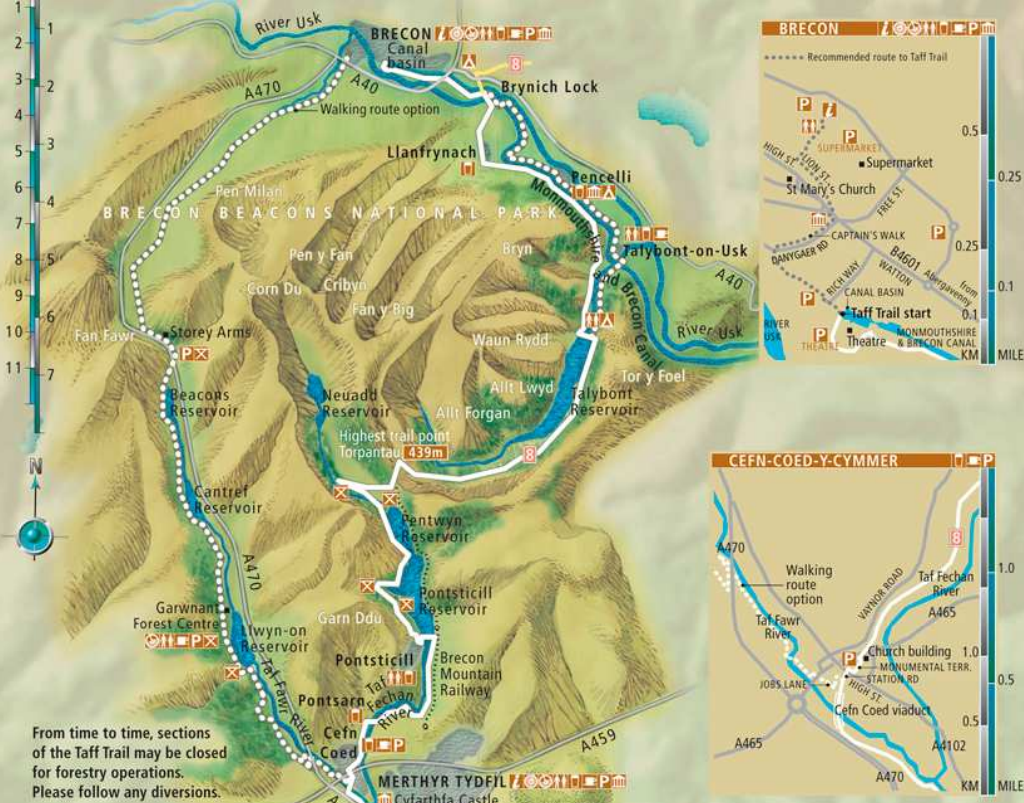 1
2
3
4
5
6
7
8
9
10
11
1
2
3
4
5
6
7
N
River Usk
BRECON
Canal
basin
A470
A40
8
Brynich Lock
Walking route option
Llanfrynach
Pencelli
Pen Milan
BRECON BEACONS NATIONAL PARK
Monmouthshire and Brecon Canal
Talybont-on-Usk
Bryn
Pen y Fan
Cribyn
Corn Du
Fan y Big
A40
River Usk
Fan Fawr
Storey Arms
P
Waun Rydd
Tor y Foel
Beacons
Reservoir
Neuadd
Reservoir
Allt Lwyd
Talybont
Reservoir
Allt Forgan
Highest trail point
Torpantau 439m
8
Cantref
Reservoir
Pentwyn
Reservoir
A470
Pontsticill
Reservoir
Garwnant
Forest Centre
P
Garn Ddu
Llwyn-on
Reservoir
Pontsticill
Brecon
Mountain
Railway
Taf Fawr River
Taf
Fechan
River
Pontsarn
Cefn
Coed
P
A459
From time to time, sections
of the Taff Trail may be closed
for forestry operations.
Please follow any diversions.
MERTHYR TYDFIL
P
Cyfarthfa Castle
BRECON
P
Recommended route to Taff Trail
P
i
P
SUPERMARKET
HIGH ST
LION ST.
Supermarket
St Mary's Church
FREE ST.
CAPTAIN'S WALK
P
DANYGAER RD
B4601
RICH WAY
WATTON
from
Abergavenny
CANAL BASIN
P
Taff Trail start
RIVER
USK
P
THEATRE
Theatre
MONMOUTHSHIRE
& BRECON CANAL
0.5
0.25
0.25
0.1
0.1
KM
MILE
CEFN-COED-Y-CYMMER
P
8
A470
Walking
route
option
VAYNOR ROAD
Taf Fechan
River
A465
Taf Fawr
River
P
Church building
MONUMENTAL TERR.
STATION RD
JOBS LANE
HIGH ST.
Cefn Coed viaduct
A465
A4102
A470
1.0
1.0
0.5
0.5
KM
MILE